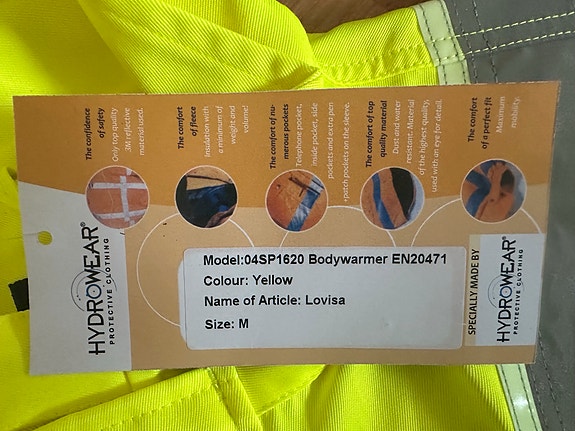 The confidence
of safety
Only top quality
3M reflective
material used.
The comfort
of fleece
Insulation with
a minimum of
weight and
volume!
The comfort of nu-
merous pockets
Telephone pocket,
inside pocket, side
pockets and extra pen
+patch pockets on the sleeve.
The comfort of top
quality material
Dust and water
resistant. Material
of the highest quality,
used with an eye for detail.
The comfort
of a perfect fit
Maximum
mobility.
HYDROWEAR®
PROTECTIVE CLOTHING
Model:04SP1620 Bodywarmer EN20471
Colour: Yellow
Name of Article: Lovisa
Size: M
SPECIALLY MADE BY
HYDROWEAR®
PROTECTIVE CLOTHING